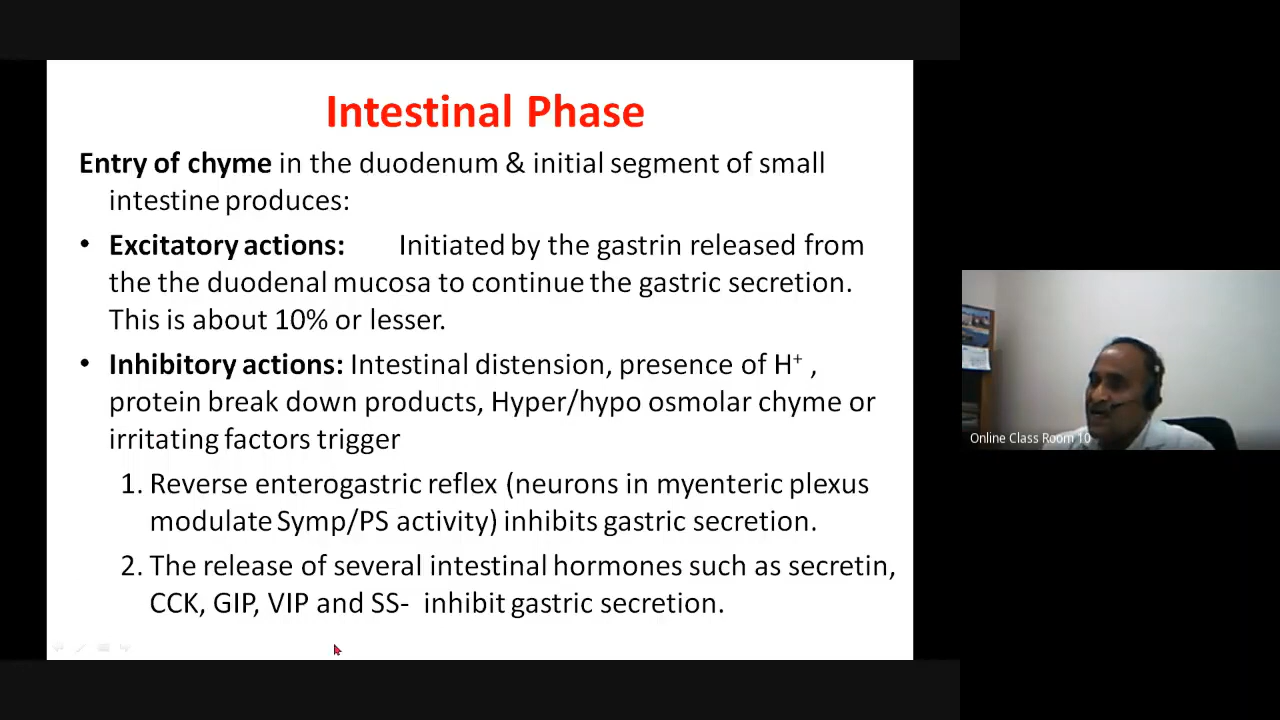 Intestinal Phase
Entry of chyme in the duodenum & initial segment of small
intestine produces:
• Excitatory actions: Initiated by the gastrin released from
the the duodenal mucosa to continue the gastric secretion.
This is about 10% or lesser.
• Inhibitory actions: Intestinal distension, presence of H⁺ ,
protein break down products, Hyper/hypo osmolar chyme or
irritating factors trigger
1. Reverse enterogastric reflex (neurons in myenteric plexus
modulate Symp/PS activity) inhibits gastric secretion.
2. The release of several intestinal hormones such as secretin,
CCK, GIP, VIP and SS- inhibit gastric secretion.
Online Class Room 10